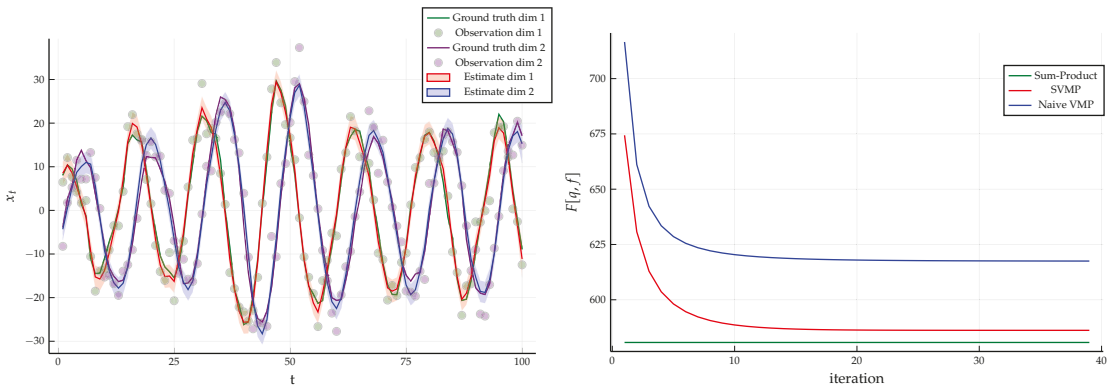 Ground truth dim 1
Observation dim 1
Ground truth dim 2
Observation dim 2
Estimate dim 1
Estimate dim 2
30
20
10
0
−10
−20
−30
x_t
0
25
50
75
100
t
Sum-Product
SVMP
Naive VMP
700
675
650
625
600
F[q, f]
0
10
20
30
40
iteration